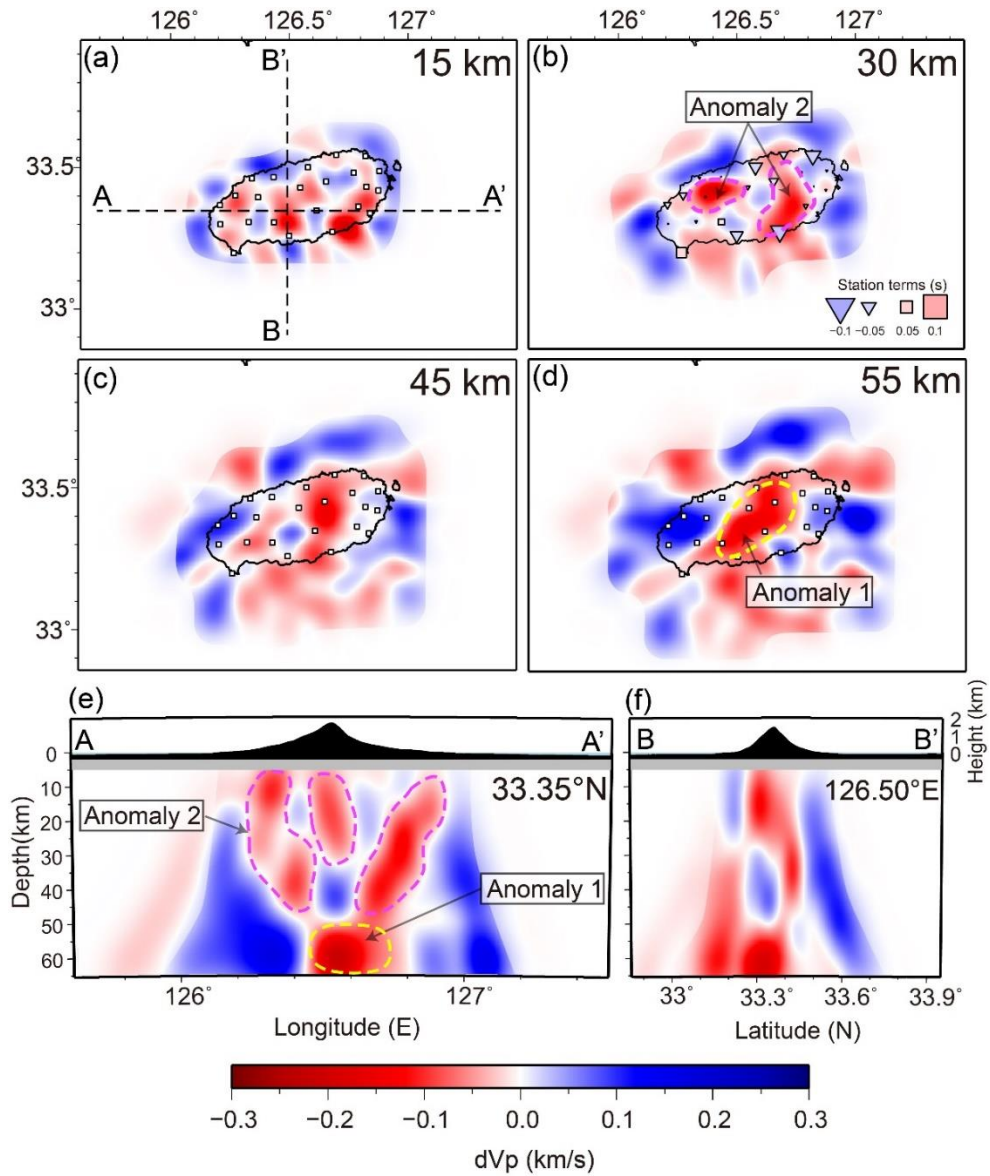 126° 126.5° 127° 126° 126.5° 127°
(a) B' 15 km
(b) 30 km
Anomaly 2
33.5°
A A'
33°
B
Station terms (s)
−0.1 −0.05 0.05 0.1
(c) 45 km
(d) 55 km
33.5°
33°
Anomaly 1
(e) (f)
A A'
B B'
0
2
1
0
Height (km)
33.35°N
126.50°E
Anomaly 2
Anomaly 1
10
20
30
40
50
60
Depth(km)
126° 127°
33° 33.3° 33.6° 33.9°
Longitude (E)
Latitude (N)
−0.3 −0.2 −0.1 0.0 0.1 0.2 0.3
dVp (km/s)